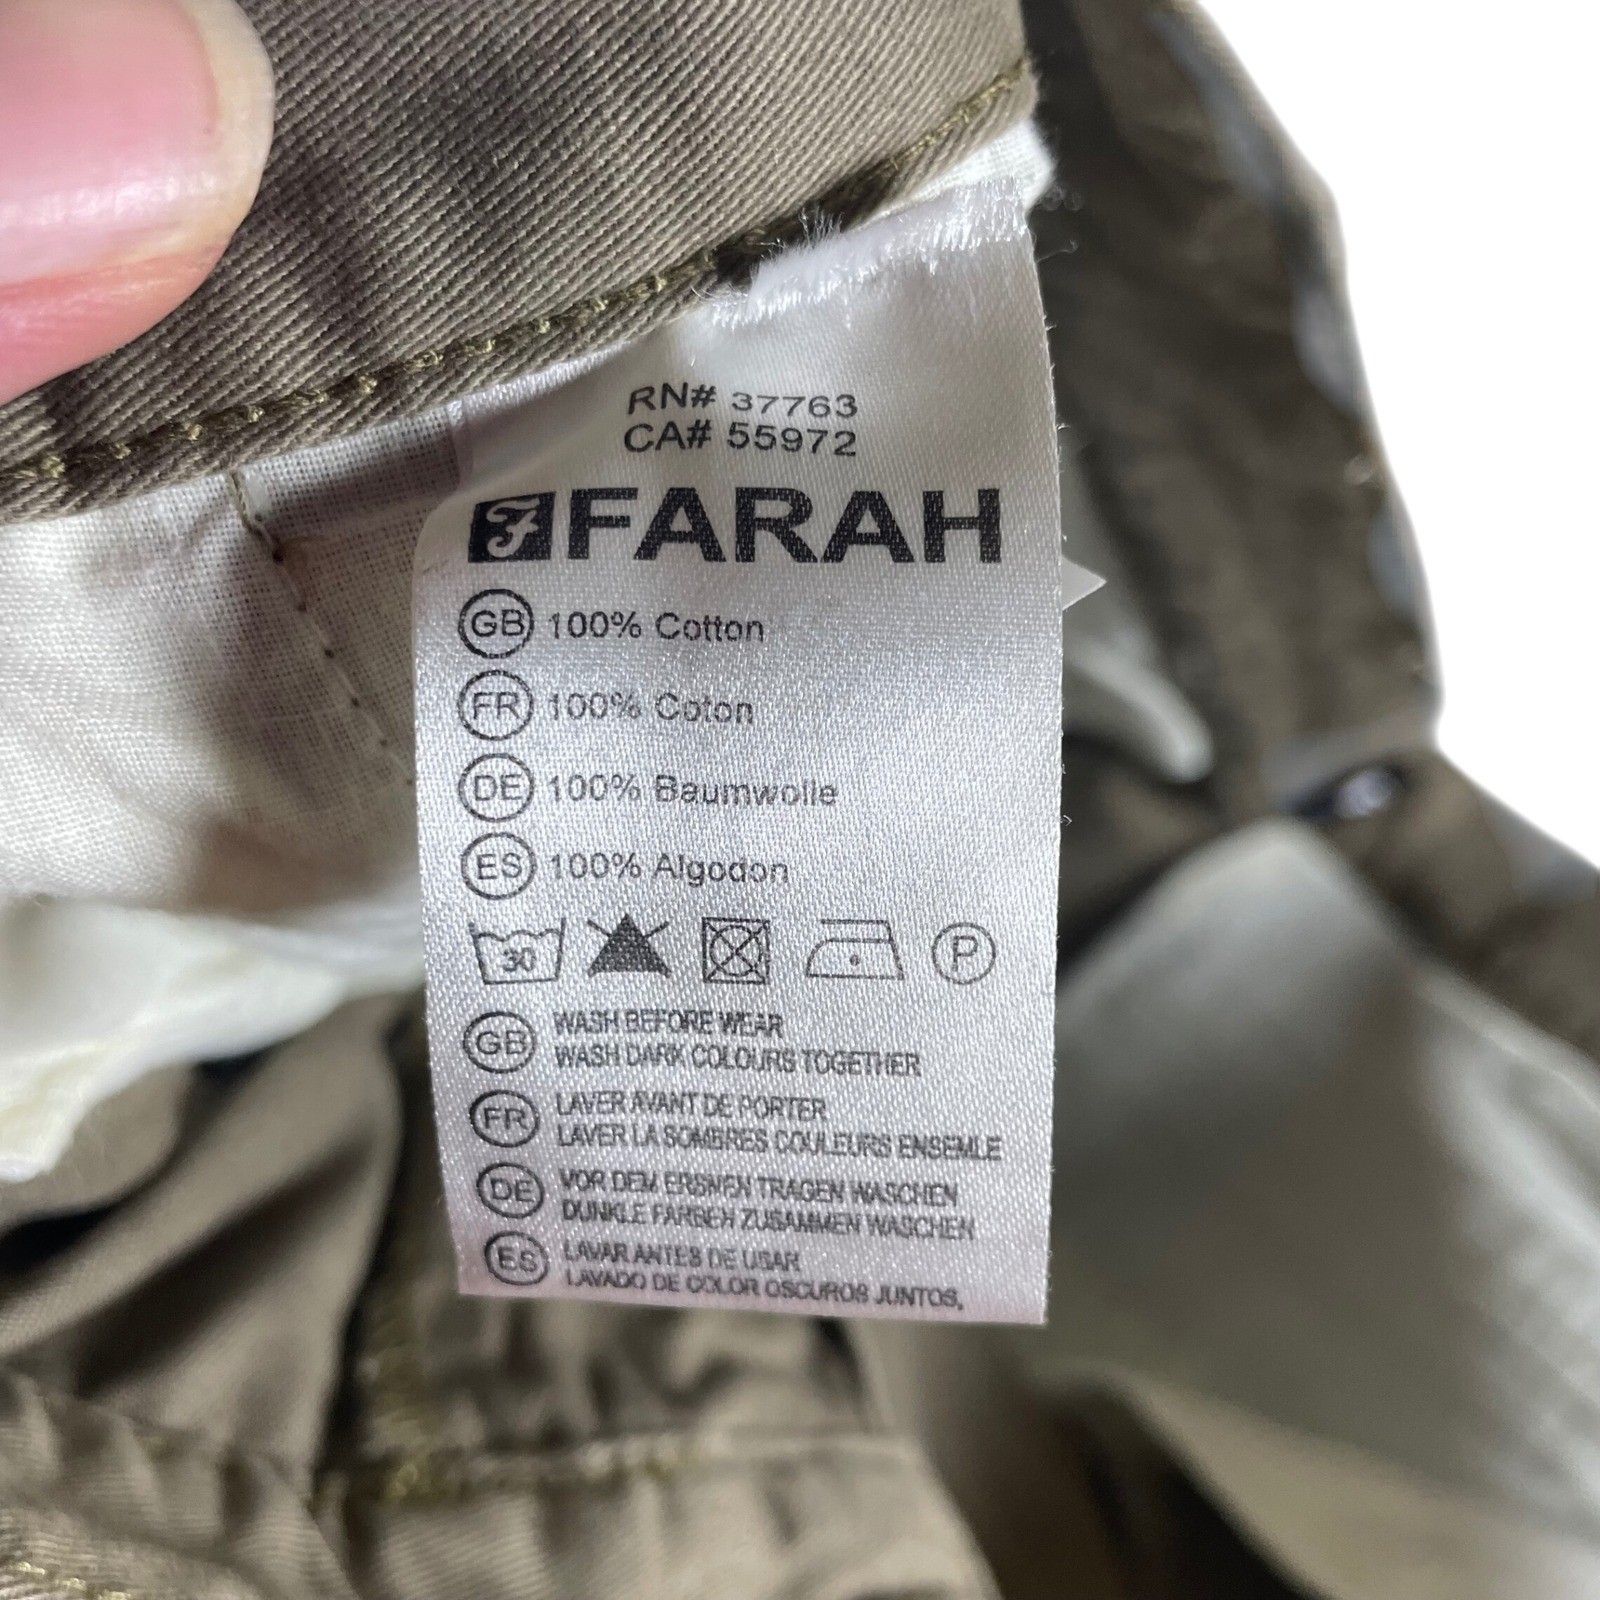 RN# 37763
CA# 55972
F FARAH
GB 100% Cotton
FR 100% Coton
DE 100% Baumwolle
ES 100% Algodon
30 P
GB WASH BEFORE WEAR
WASH DARK COLOURS TOGETHER
FR LAVER AVANT DE PORTER
LAVER LA SOMBRES COULEURS ENSEMLE
DE VOR DEM ERSNEN TRAGEN WASCHEN
DUNKLE FARBEN ZUSAMMEN WASCHEN
ES LAVAR ANTES DE USAR
LAVADO DE COLOR OSCUROS JUNTOS,